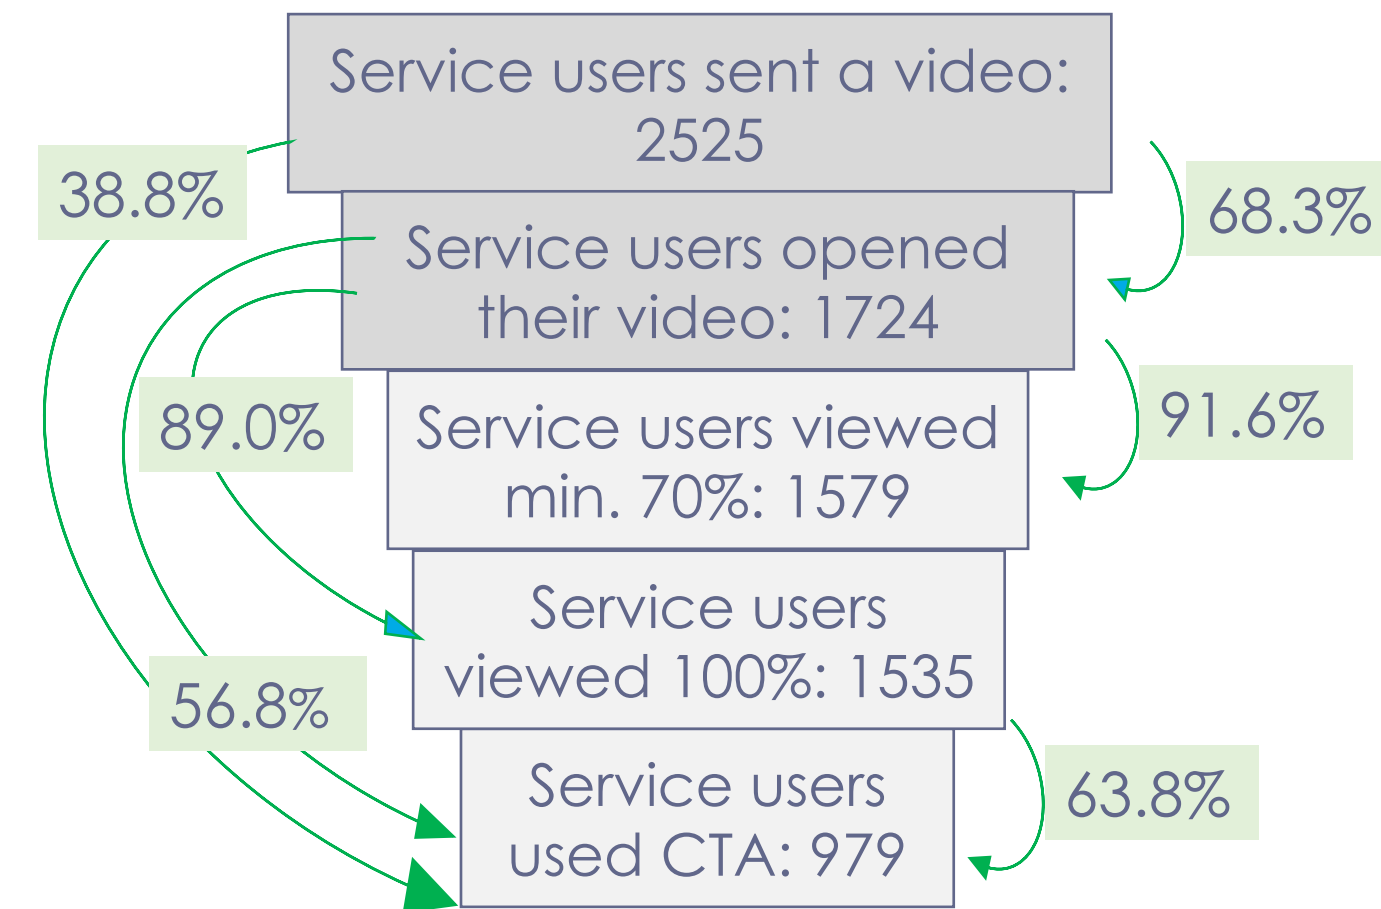 Service users sent a video:
2525
38.8%
68.3%
Service users opened
their video: 1724
91.6%
89.0%
Service users viewed
min. 70%: 1579
Service users
viewed 100%: 1535
56.8%
63.8%
Service users
used CTA: 979